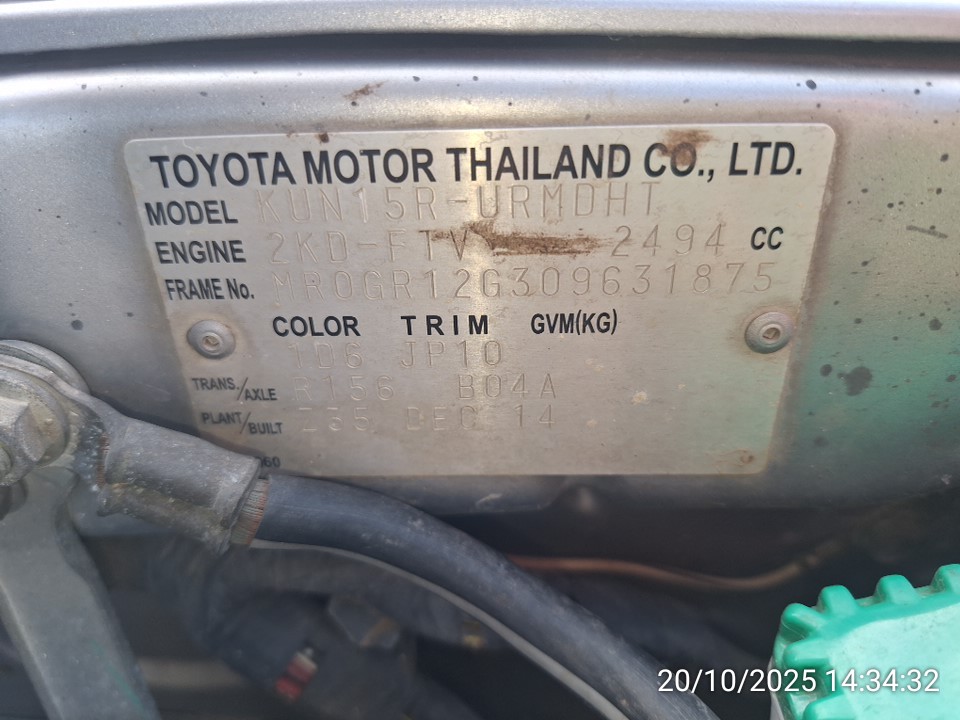 TOYOTA MOTOR THAILAND CO., LTD.
MODEL KUN15R-URMDHT
ENGINE 2KD-FTV 2494 CC
FRAME No. MR0GR12G309631875
COLOR TRIM GVM(KG)
1D6 JP10
TRANS./AXLE R156 B04A
PLANT/BUILT Z35 DEC 14
60
20/10/2025 14:34:32